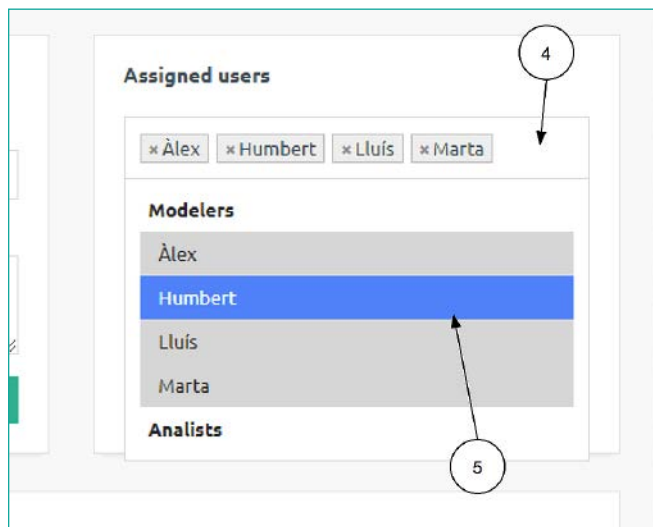 4
Assigned users
×Àlex ×Humbert ×Lluís ×Marta
Modelers
Àlex
Humbert
Lluís
Marta
Analists
5